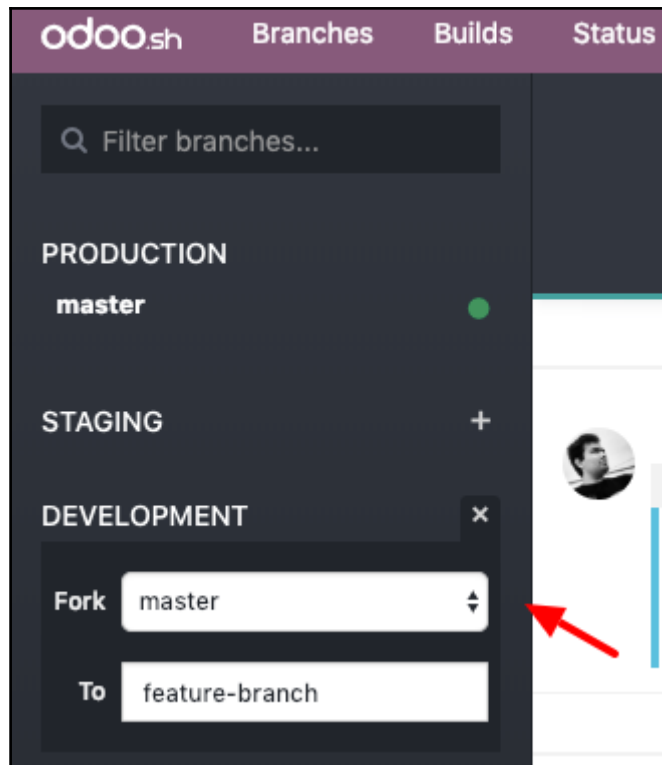 odoo.sh Branches Builds Status
Filter branches...
PRODUCTION
master
STAGING +
DEVELOPMENT ×
Fork master
To feature-branch